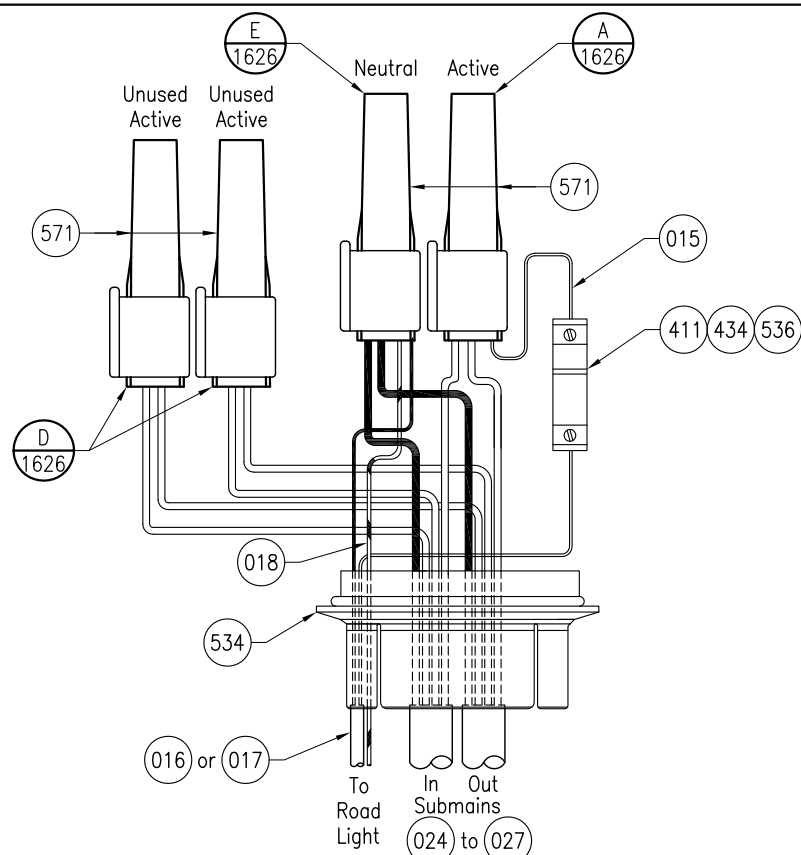 E
1626
A
1626
Neutral
Active
Unused
Active
Unused
Active
571
571
015
411 434 536
D
1626
018
534
016 or 017
To
Road
Light
In Out
Submains
024 to 027